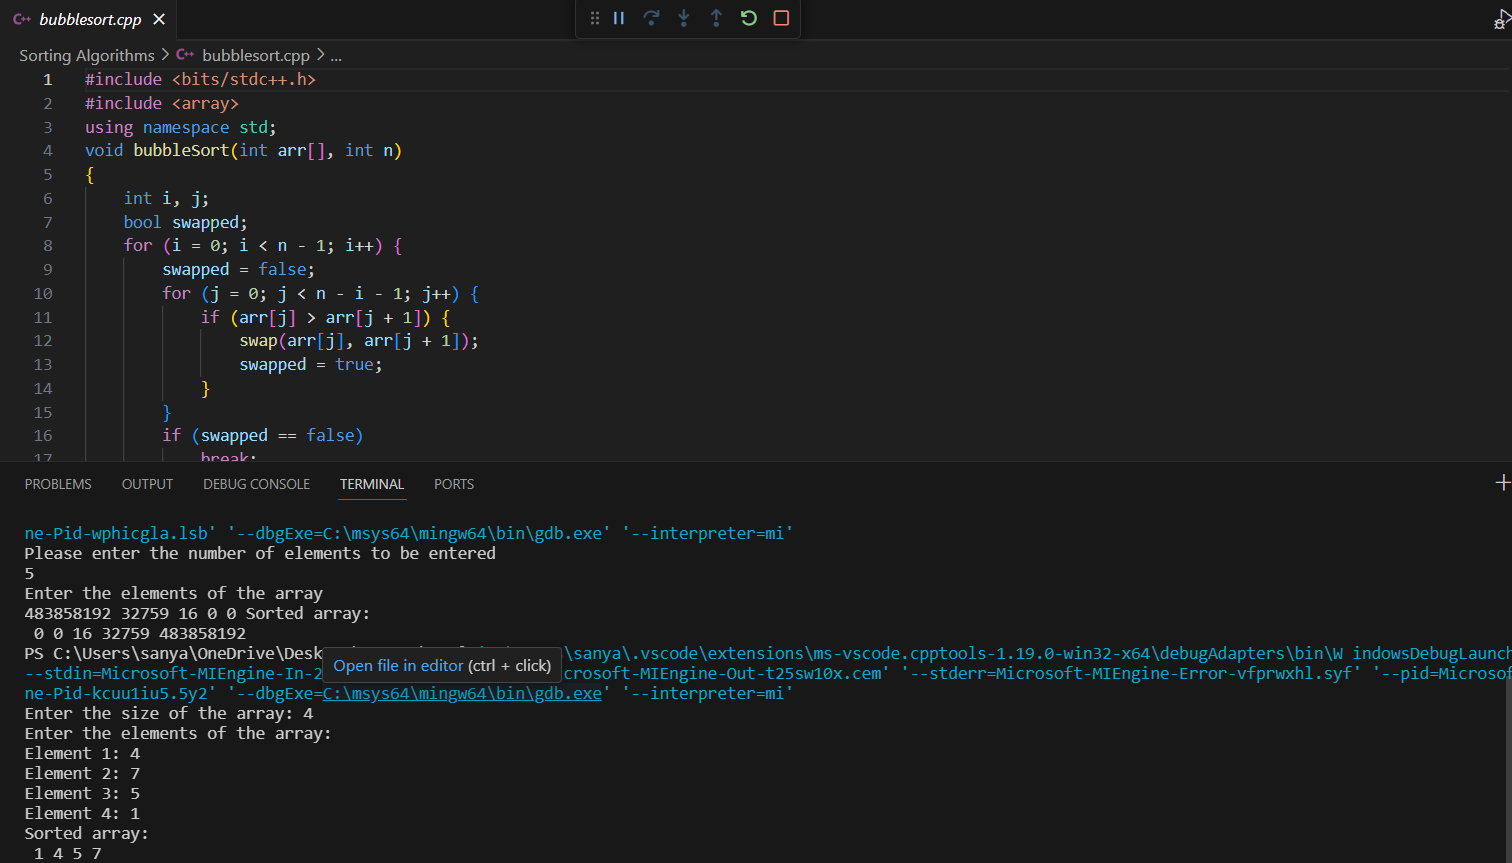 bubblesort.cpp
Sorting Algorithms > bubblesort.cpp > ...
1 #include <bits/stdc++.h>
2 #include <array>
3 using namespace std;
4 void bubbleSort(int arr[], int n)
5 {
6 int i, j;
7 bool swapped;
8 for (i = 0; i < n - 1; i++) {
9 swapped = false;
10 for (j = 0; j < n - i - 1; j++) {
11 if (arr[j] > arr[j + 1]) {
12 swap(arr[j], arr[j + 1]);
13 swapped = true;
14 }
15 }
16 if (swapped == false)
17 break;
PROBLEMS OUTPUT DEBUG CONSOLE TERMINAL PORTS
ne-Pid-wphicgla.lsb' '--dbgExe=C:\msys64\mingw64\bin\gdb.exe' '--interpreter=mi'
Please enter the number of elements to be entered
5
Enter the elements of the array
483858192 32759 16 0 0 Sorted array:
0 0 16 32759 483858192
PS C:\Users\sanya\OneDrive\Desk \sanya\.vscode\extensions\ms-vscode.cpptools-1.19.0-win32-x64\debugAdapters\bin\W indowsDebugLaunch
Open file in editor (ctrl + click)
--stdin=Microsoft-MIEngine-In-2 crosoft-MIEngine-Out-t25sw10x.cem' '--stderr=Microsoft-MIEngine-Error-vfprwxhl.syf' '--pid=Microsof
ne-Pid-kcuu1iu5.5y2' '--dbgExe=C:\msys64\mingw64\bin\gdb.exe' '--interpreter=mi'
Enter the size of the array: 4
Enter the elements of the array:
Element 1: 4
Element 2: 7
Element 3: 5
Element 4: 1
Sorted array:
1 4 5 7